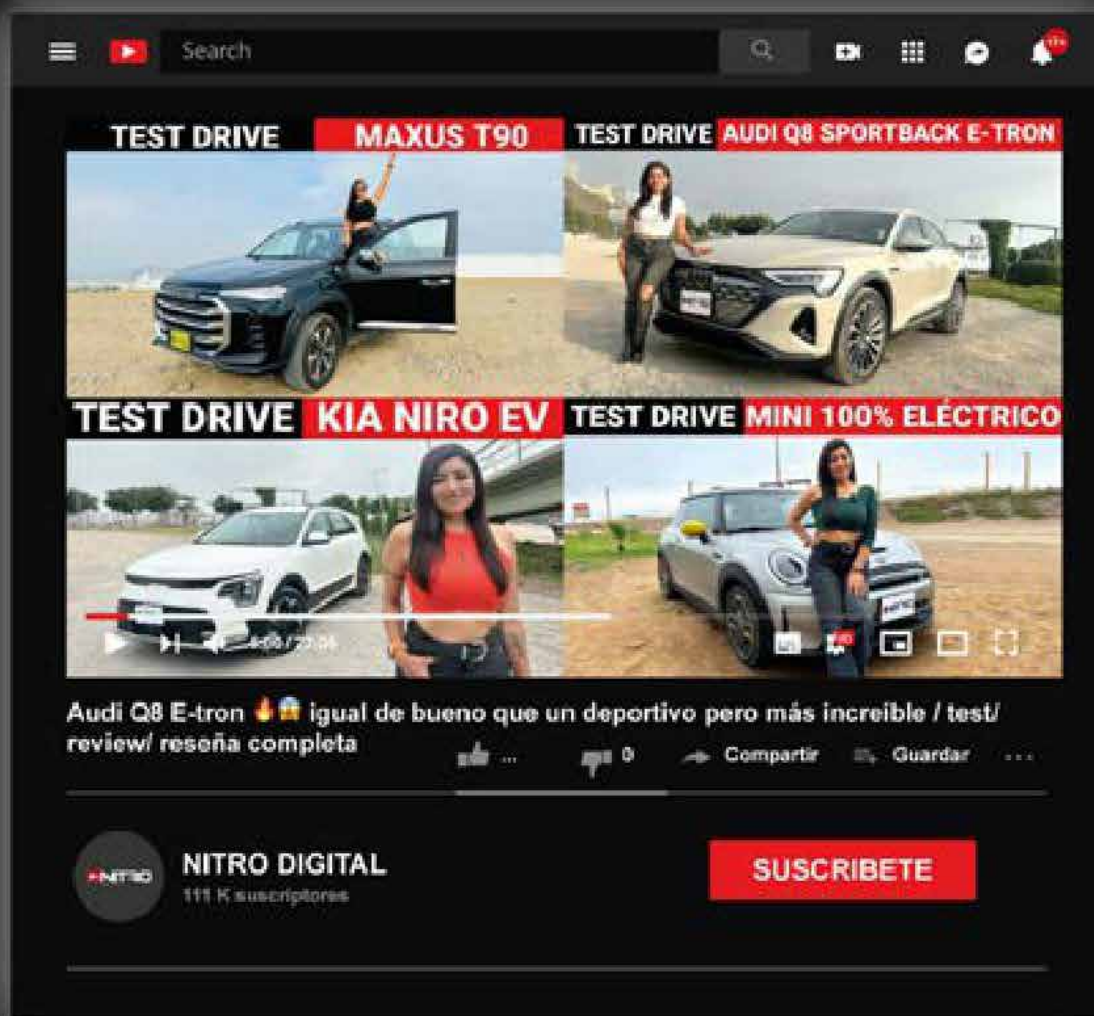 Search
TEST DRIVE MAXUS T90
TEST DRIVE AUDI Q8 SPORTBACK E-TRON
TEST DRIVE KIA NIRO EV
TEST DRIVE MINI 100% ELÉCTRICO
Audi Q8 E-tron 🔥😱 igual de bueno que un deportivo pero más increíble / test/
review/ reseña completa
... 0 Compartir Guardar ...
NITRO
NITRO DIGITAL
111 K suscriptores
SUSCRIBETE